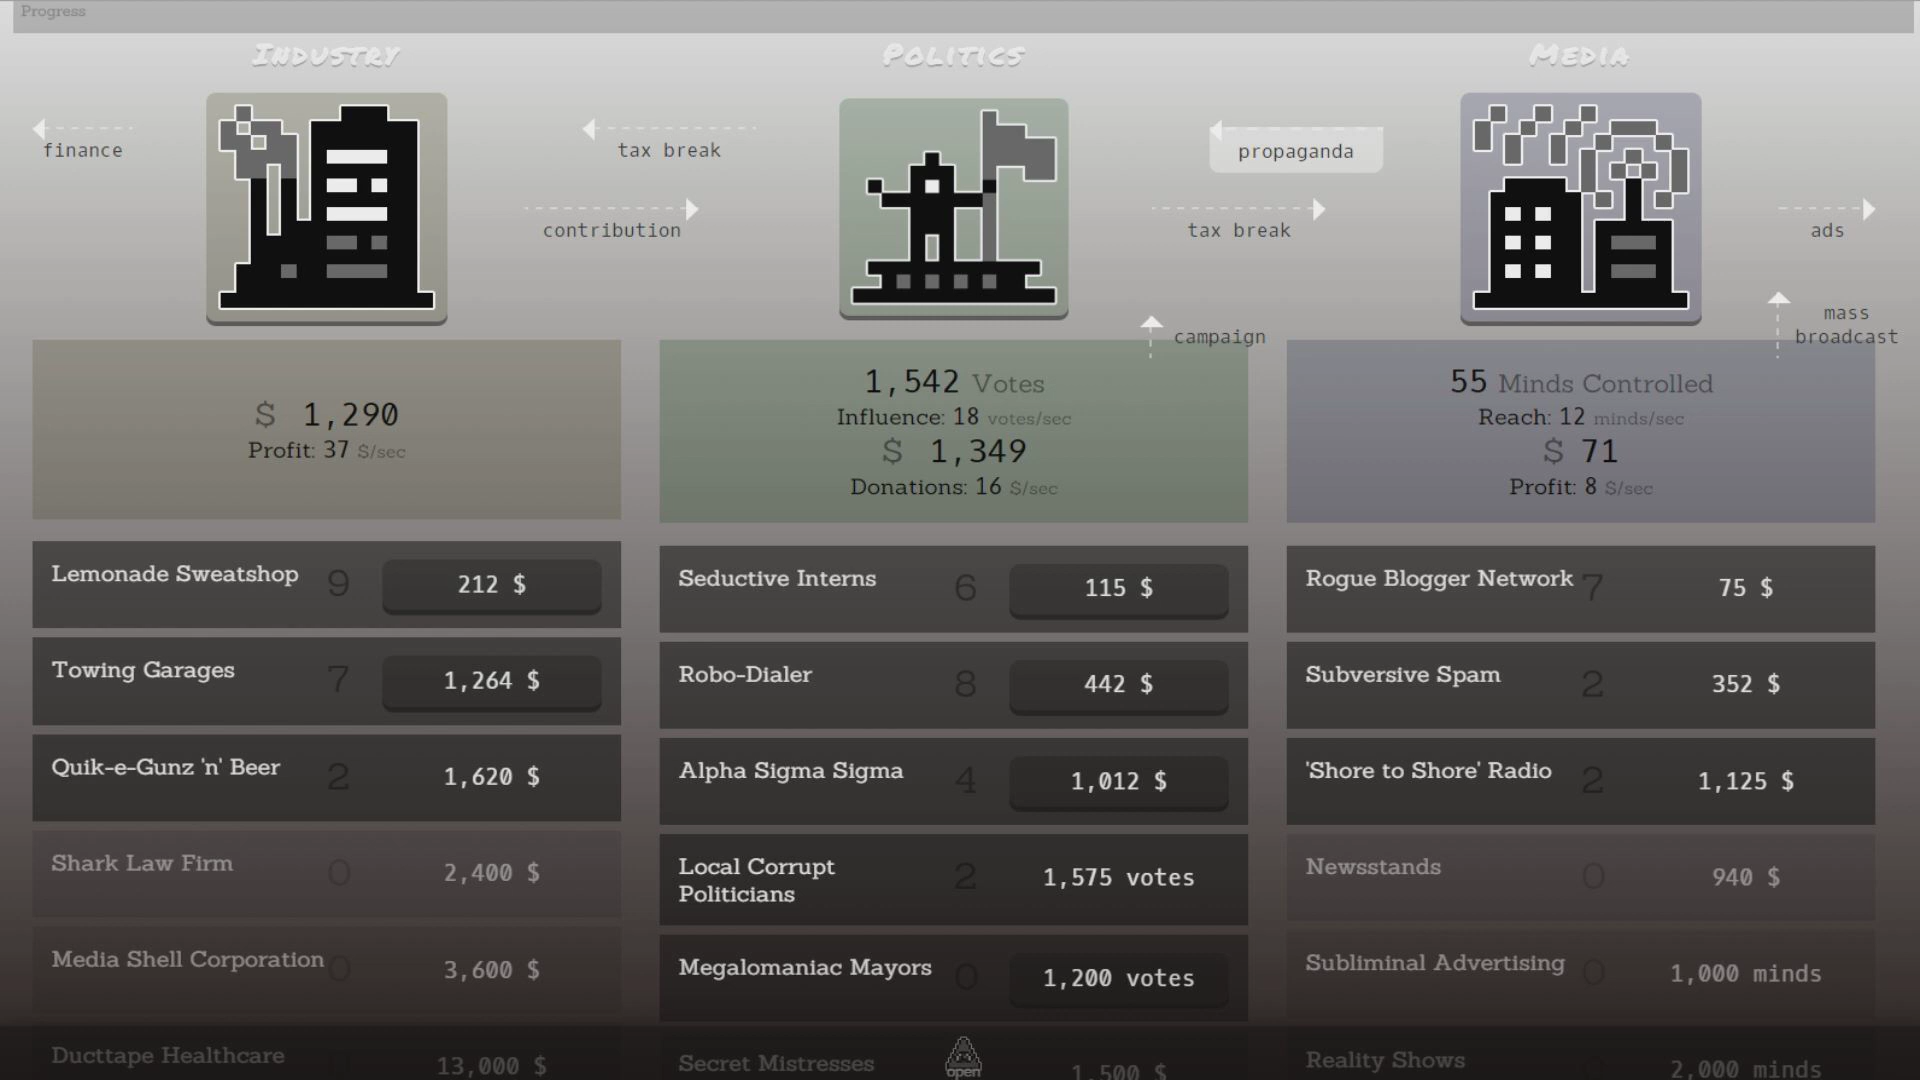 Progress
Industry
Politics
Media
finance
tax break
contribution
propaganda
tax break
ads
campaign
mass
broadcast
$ 1,290
Profit: 37 $/sec
1,542 Votes
Influence: 18 votes/sec
$ 1,349
Donations: 16 $/sec
55 Minds Controlled
Reach: 12 minds/sec
$ 71
Profit: 8 $/sec
Lemonade Sweatshop 9 212 $
Towing Garages 7 1,264 $
Quik-e-Gunz 'n' Beer 2 1,620 $
Shark Law Firm 0 2,400 $
Media Shell Corporation 0 3,600 $
Ducttape Healthcare 13,000 $
Seductive Interns 6 115 $
Robo-Dialer 8 442 $
Alpha Sigma Sigma 4 1,012 $
Local Corrupt
Politicians 2 1,575 votes
Megalomaniac Mayors 0 1,200 votes
Secret Mistresses 1,500 $
Rogue Blogger Network 7 75 $
Subversive Spam 2 352 $
'Shore to Shore' Radio 2 1,125 $
Newsstands 0 940 $
Subliminal Advertising 0 1,000 minds
Reality Shows 2,000 minds
open